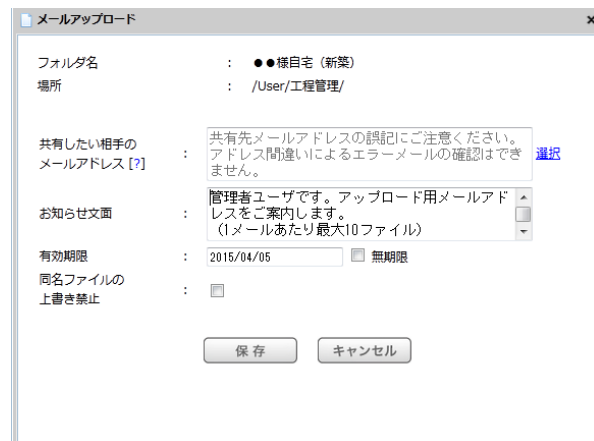 メールアップロード ×
フォルダ名 : ●●様自宅（新築）
場所 : /User/工程管理/
共有したい相手の
メールアドレス [?] :
共有先メールアドレスの誤記にご注意ください。
アドレス間違いによるエラーメールの確認はでき
ません。
選択
お知らせ文面 :
管理者ユーザです。アップロード用メールアド
レスをご案内します。
（1メールあたり最大10ファイル）
有効期限 : 2015/04/05 無期限
同名ファイルの
上書き禁止 :
保存 キャンセル